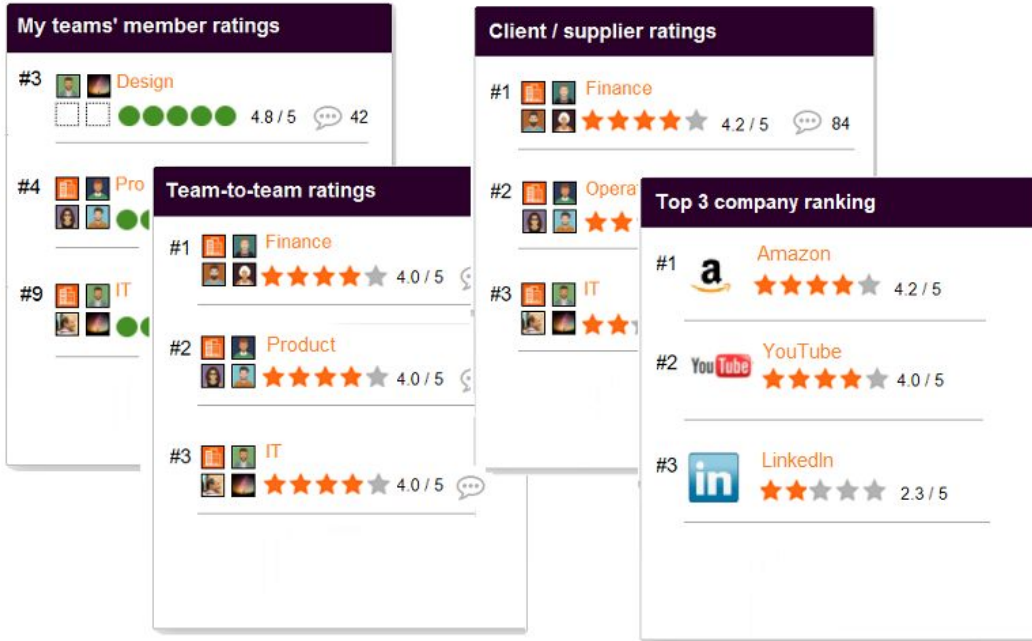 My teams' member ratings
#3 Design
4.8 / 5 42
#4 Pro
#9 IT
Team-to-team ratings
#1 Finance
4.0 / 5
#2 Product
4.0 / 5
#3 IT
4.0 / 5
Client / supplier ratings
#1 Finance
4.2 / 5 84
#2 Operat
#3 IT
Top 3 company ranking
#1 a Amazon
4.2 / 5
#2 YouTube YouTube
4.0 / 5
#3 in LinkedIn
2.3 / 5